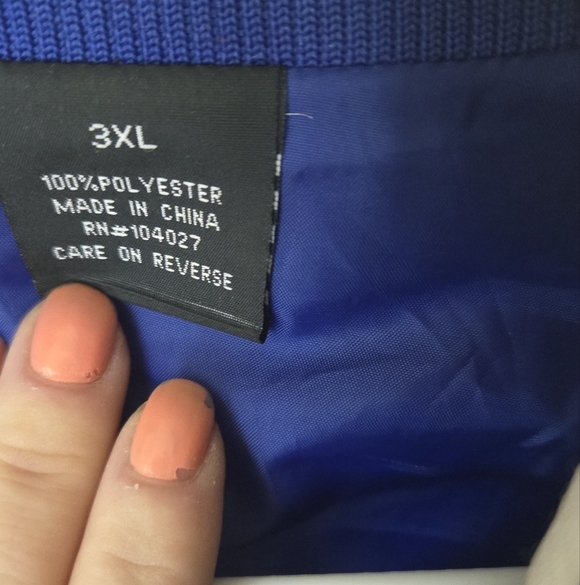 3XL
100%POLYESTER
MADE IN CHINA
RN#104027
CARE ON REVERSE